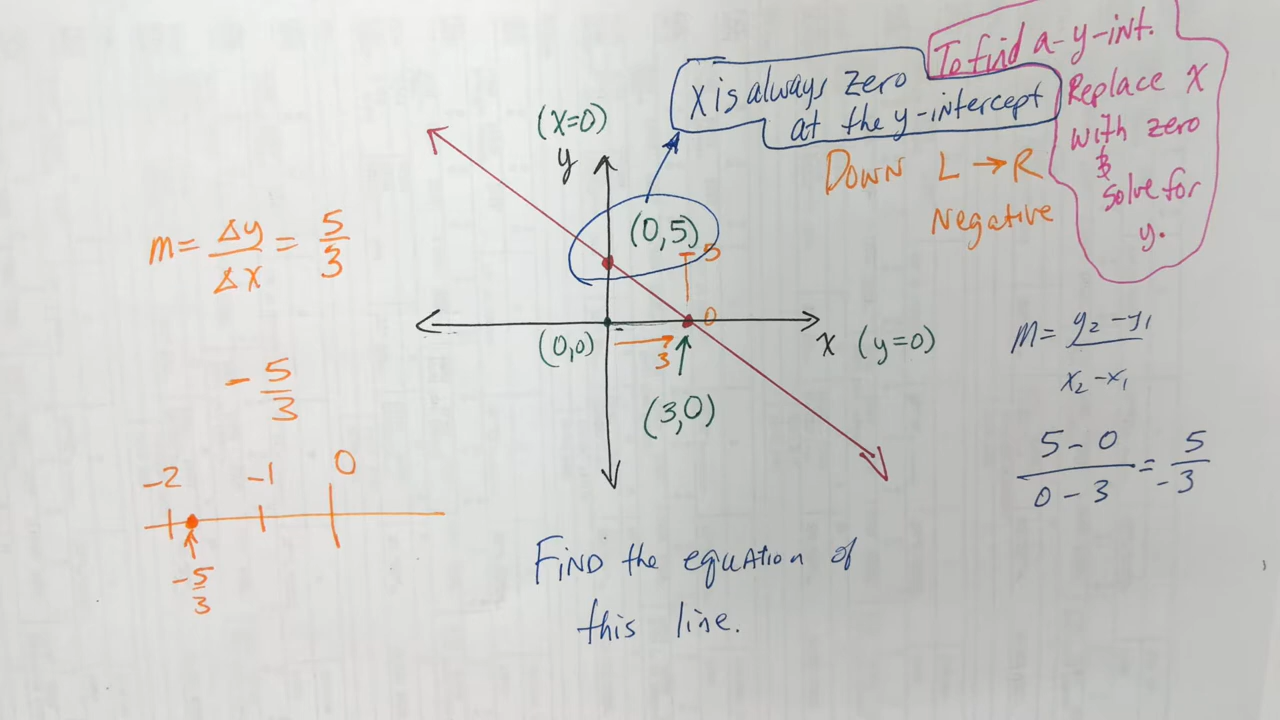 To find a-y-int.
Replace X
with zero
&
solve for
y.
X is always zero
at the y-intercept
(X=0)
y
DOWN L → R
Negative
(0,5)
5
0
m = Δy/ΔX = 5/3
(0,0)
3
X (y=0)
(3,0)
- 5/3
m = y₂ - y₁ / x₂ - x₁
5 - 0 / 0 - 3 = 5 / -3
-2 -1 0
-5/3
FIND the equation of
this line.